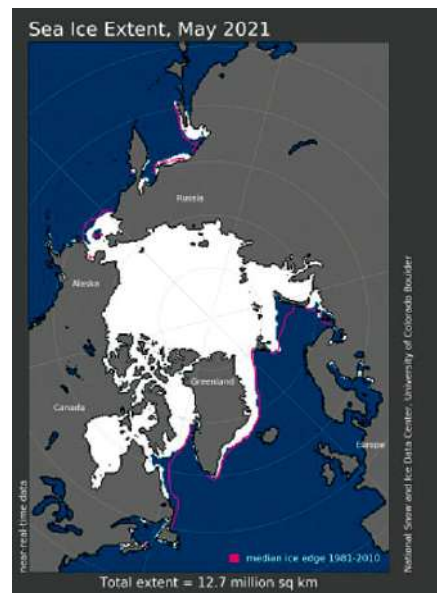 Sea Ice Extent, May 2021
Russia
Alaska
Greenland
Canada
Europe
near-real-time data
National Snow and Ice Data Center, University of Colorado Boulder
median ice edge 1981-2010
Total extent = 12.7 million sq km